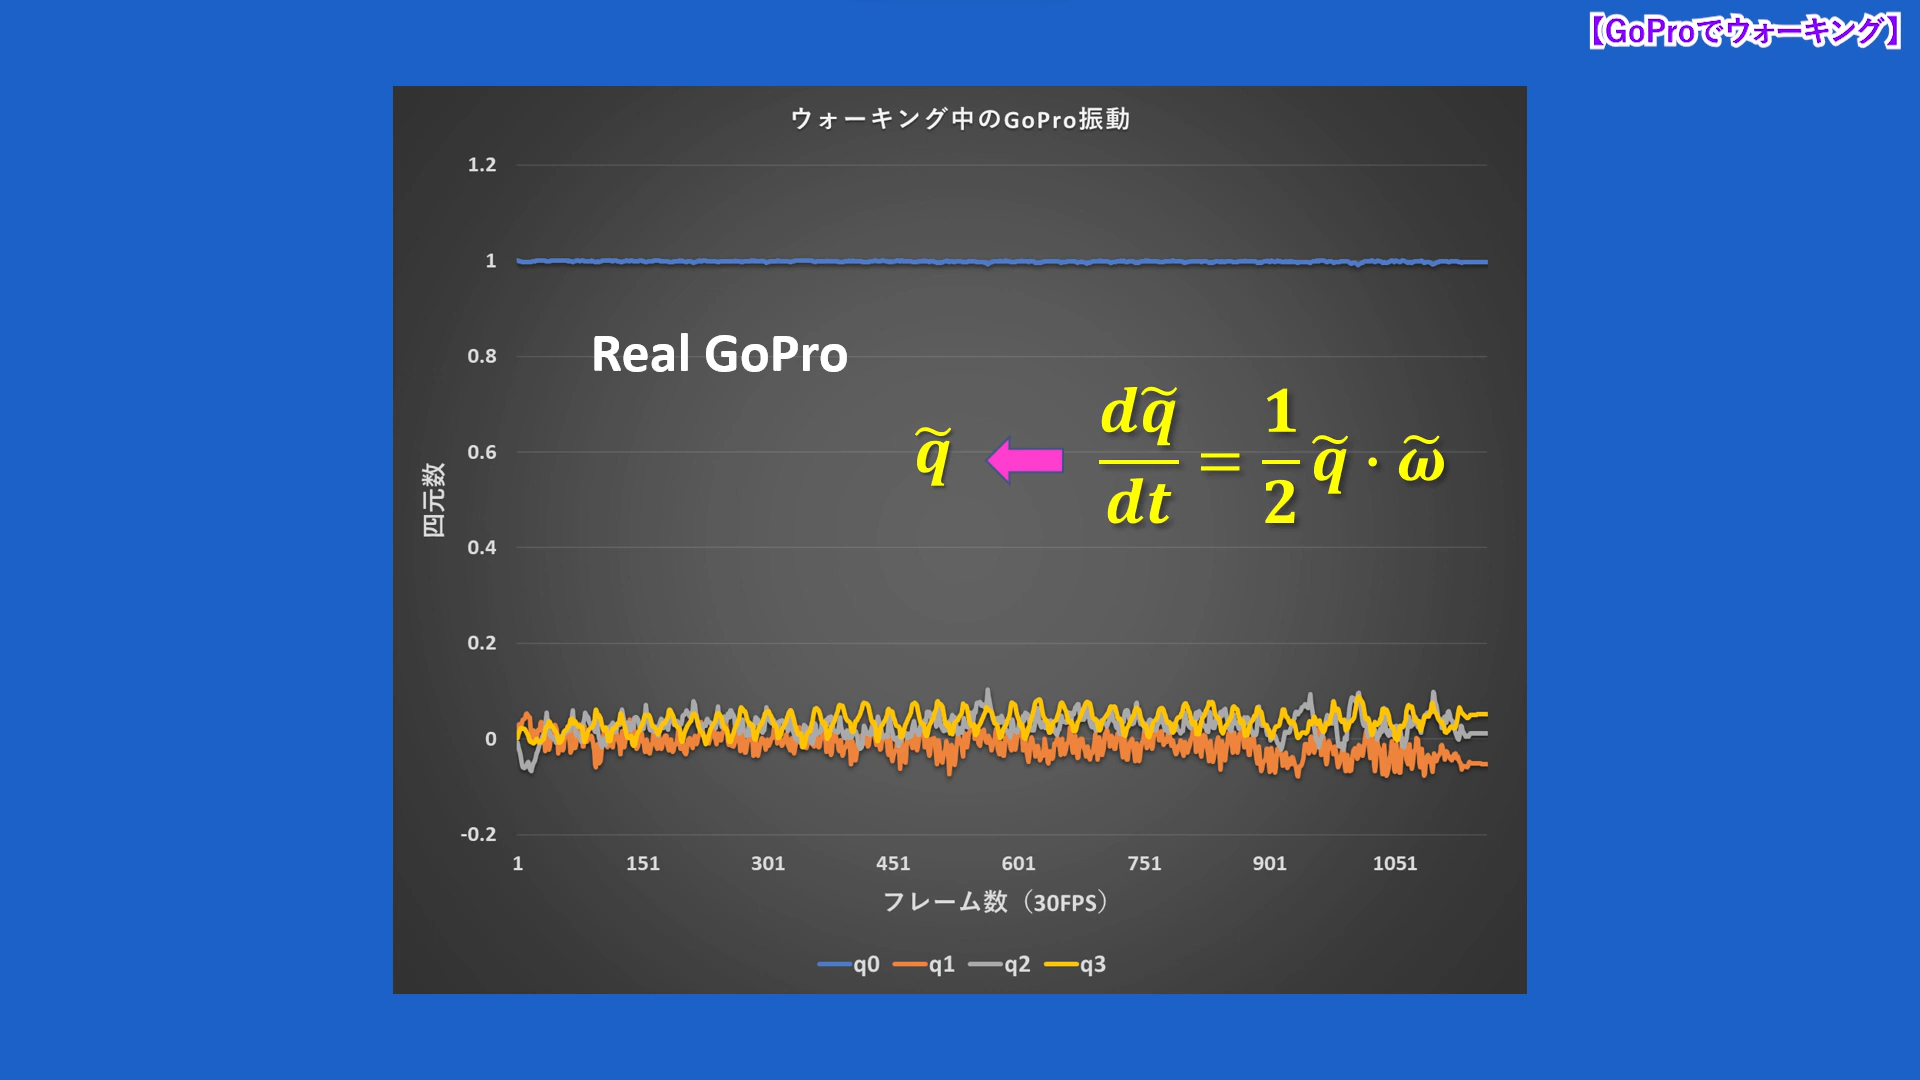 【GoProでウォーキング】
ウォーキング中のGoPro振動
1.2
1
0.8
0.6
0.4
0.2
0
-0.2
四元数
Real GoPro
q̃ ⬅ dq̃/dt = 1/2 q̃ · ω̃
1 151 301 451 601 751 901 1051
フレーム数（30FPS）
q0 q1 q2 q3